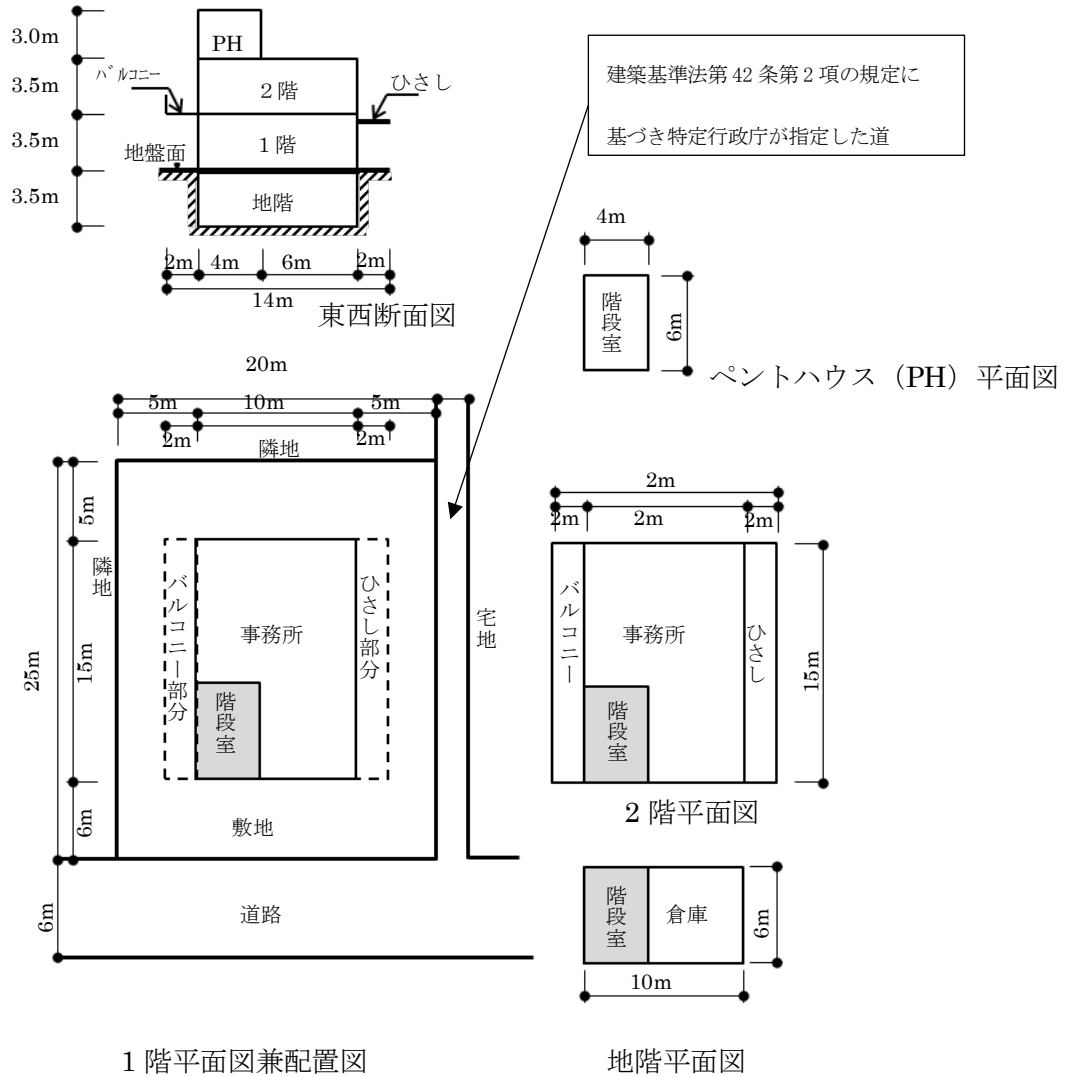 3.0m
3.5m
3.5m
3.5m
PH
バルコニー
2階
ひさし
1階
地盤面
地階
2m
4m
6m
2m
14m
東西断面図
建築基準法第42条第2項の規定に
基づき特定行政庁が指定した道
4m
階段室
6m
ペントハウス（PH）平面図
20m
5m
10m
5m
2m
2m
隣地
5m
隣地
25m
15m
6m
6m
バルコニー部分
事務所
階段室
ひさし部分
宅地
敷地
道路
1階平面図兼配置図
2m
2m
2m
2m
バルコニー
事務所
階段室
ひさし
15m
2階平面図
階段室
倉庫
6m
10m
地階平面図